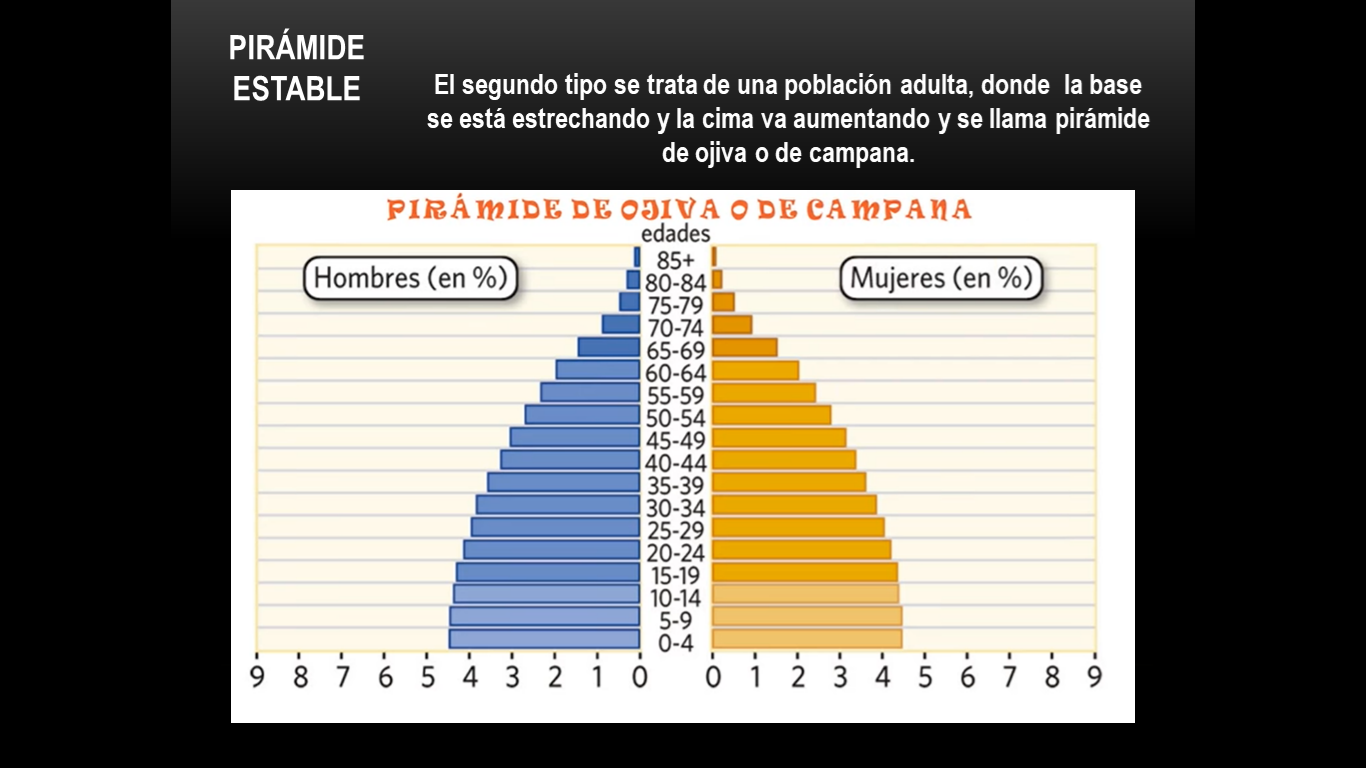 PIRÁMIDE
ESTABLE
El segundo tipo se trata de una población adulta, donde  la base
se está estrechando y la cima va aumentando y se llama pirámide
de ojiva o de campana.
PIRÁMIDE DE OJIVA O DE CAMPANA
edades
Hombres (en %)
Mujeres (en %)
85+
80-84
75-79
70-74
65-69
60-64
55-59
50-54
45-49
40-44
35-39
30-34
25-29
20-24
15-19
10-14
5-9
0-4
9 8 7 6 5 4 3 2 1 0 0 1 2 3 4 5 6 7 8 9